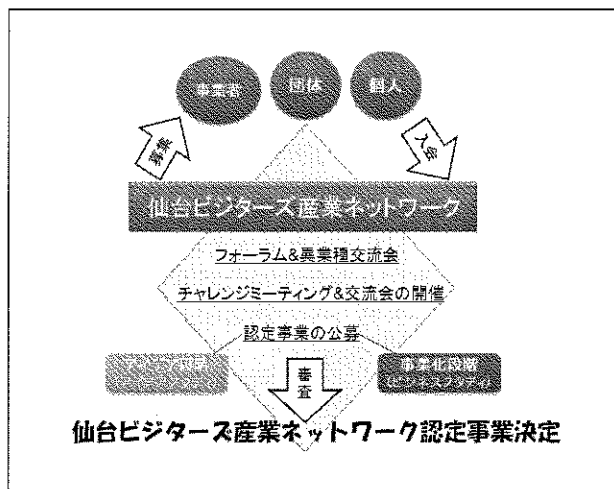 事業者
団体
個人
募集
入会
仙台ビジターズ産業ネットワーク
フォーラム&異業種交流会
チャレンジミーティング&交流会の開催
認定事業の公募
事業化段階
審査
仙台ビジターズ産業ネットワーク認定事業決定